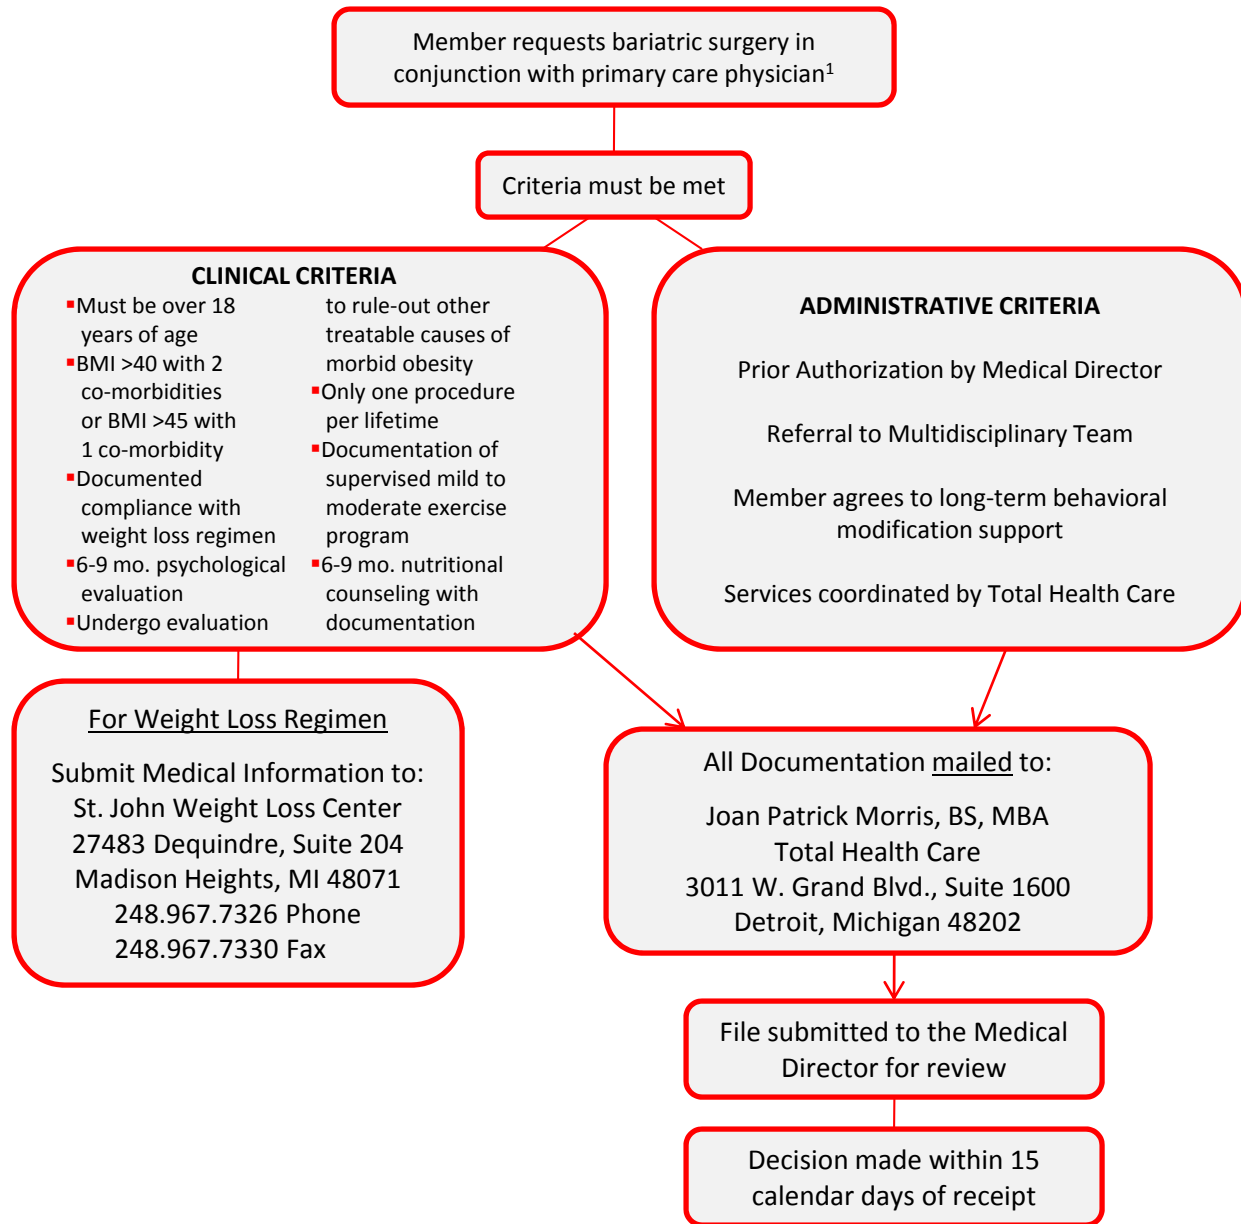 Member requests bariatric surgery in
conjunction with primary care physician¹
Criteria must be met
CLINICAL CRITERIA
▪Must be over 18
years of age
▪BMI >40 with 2
co-morbidities
or BMI >45 with
1 co-morbidity
▪Documented
compliance with
weight loss regimen
▪6-9 mo. psychological
evaluation
▪Undergo evaluation
to rule-out other
treatable causes of
morbid obesity
▪Only one procedure
per lifetime
▪Documentation of
supervised mild to
moderate exercise
program
▪6-9 mo. nutritional
counseling with
documentation
ADMINISTRATIVE CRITERIA
Prior Authorization by Medical Director
Referral to Multidisciplinary Team
Member agrees to long-term behavioral
modification support
Services coordinated by Total Health Care
For Weight Loss Regimen
Submit Medical Information to:
St. John Weight Loss Center
27483 Dequindre, Suite 204
Madison Heights, MI 48071
248.967.7326 Phone
248.967.7330 Fax
All Documentation mailed to:
Joan Patrick Morris, BS, MBA
Total Health Care
3011 W. Grand Blvd., Suite 1600
Detroit, Michigan 48202
File submitted to the Medical
Director for review
Decision made within 15
calendar days of receipt